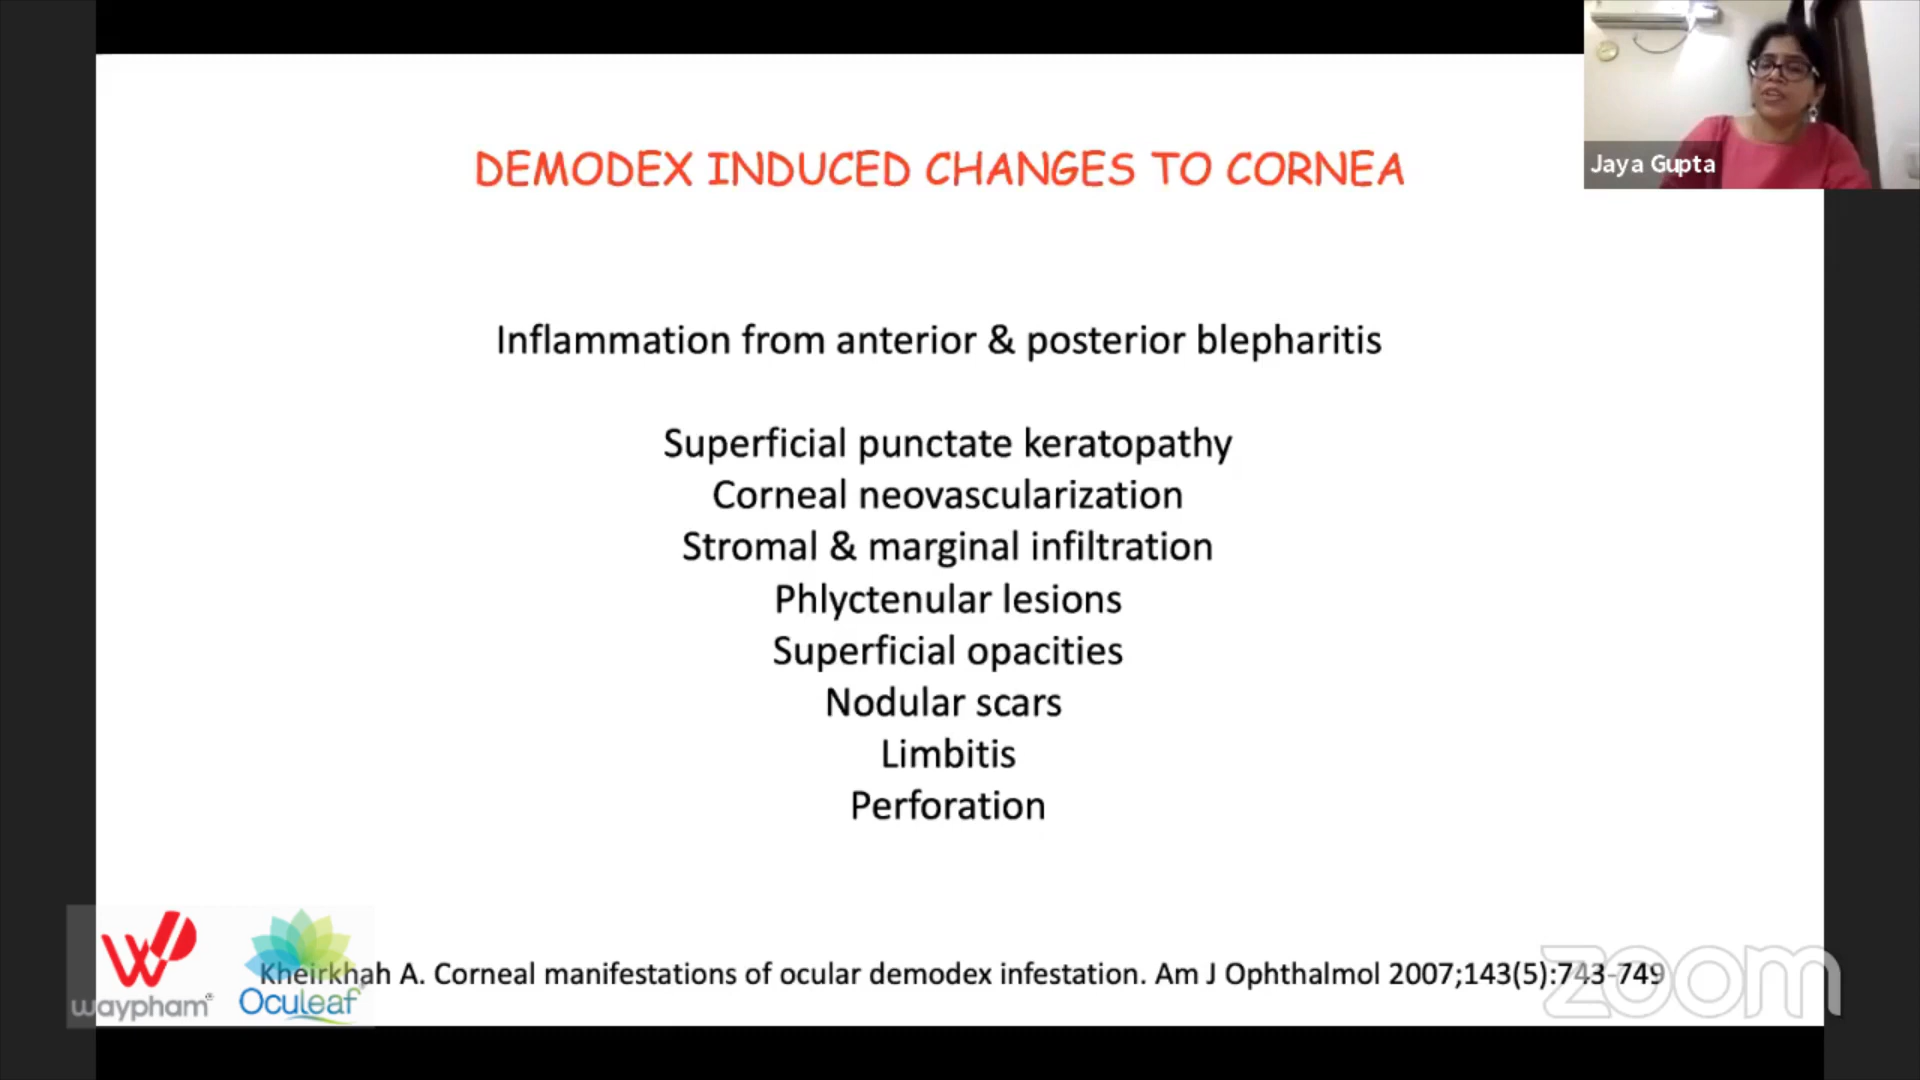 DEMODEX INDUCED CHANGES TO CORNEA
Jaya Gupta
Inflammation from anterior & posterior blepharitis
Superficial punctate keratopathy
Corneal neovascularization
Stromal & marginal infiltration
Phlyctenular lesions
Superficial opacities
Nodular scars
Limbitis
Perforation
Kheirkhah A. Corneal manifestations of ocular demodex infestation. Am J Ophthalmol 2007;143(5):743-749
waypham®
Oculeaf
zoom